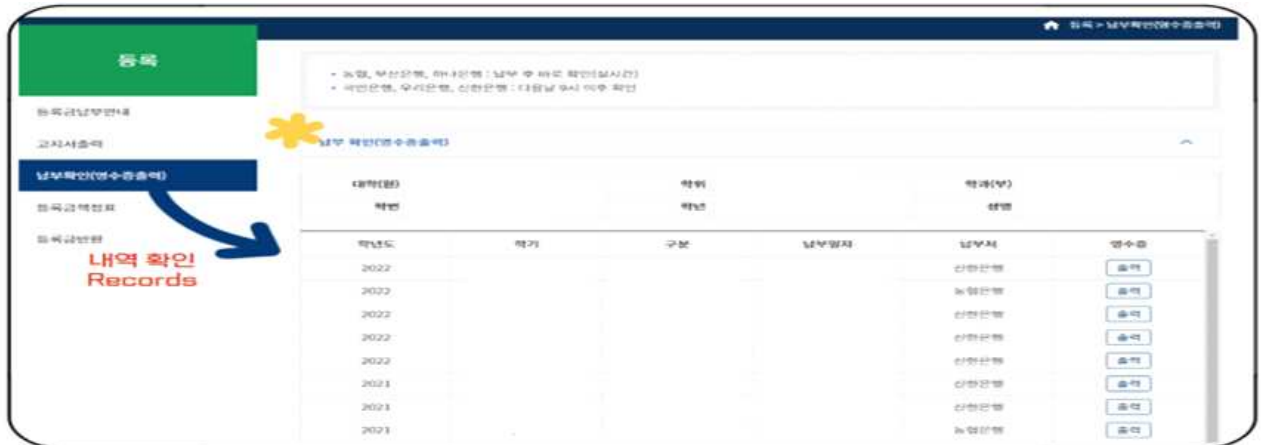 등록 > 납부확인(영수증출력)
등록
- 농협, 부산은행, 하나은행 : 납부 후 바로 확인(실시간)
- 국민은행, 우리은행, 신한은행 : 다음날 9시 이후 확인
등록금납부안내
고지서출력
납부 확인(영수증출력)
납부확인(영수증출력)
등록금책정표
등록금반환
내역 확인
Records
대학(원) 학위 학과(부)
학번 학년 성명
학년도 학기 구분 납부일자 납부처 영수증
2022 신한은행 출력
2022 농협은행 출력
2022 신한은행 출력
2022 신한은행 출력
2022 신한은행 출력
2021 신한은행 출력
2021 신한은행 출력
2021 농협은행 출력